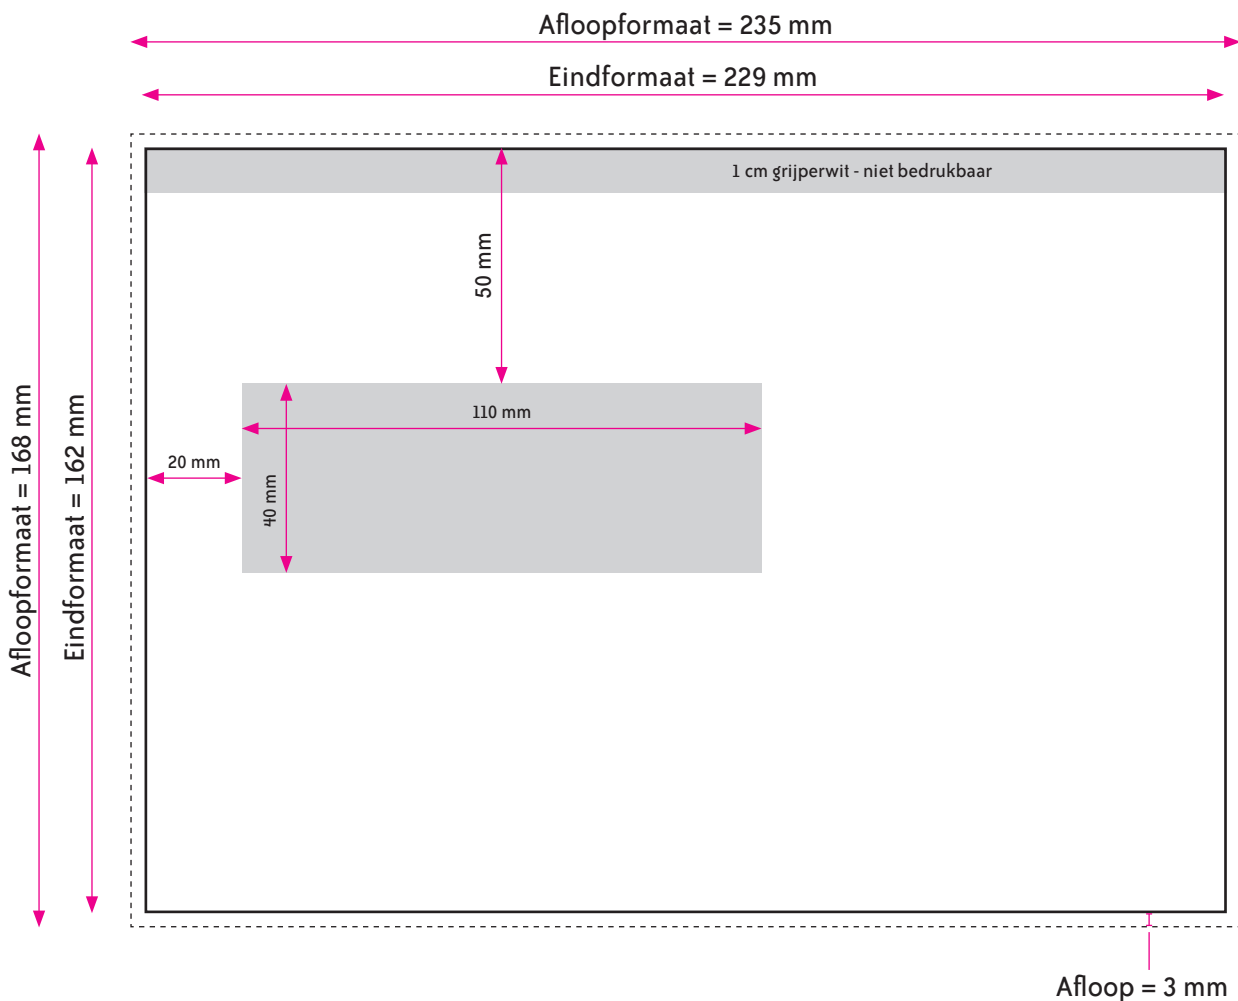 Afloopformaat = 235 mm
Eindformaat = 229 mm
1 cm grijperwit - niet bedrukbaar
50 mm
110 mm
20 mm
40 mm
Afloopformaat = 168 mm
Eindformaat = 162 mm
Afloop = 3 mm